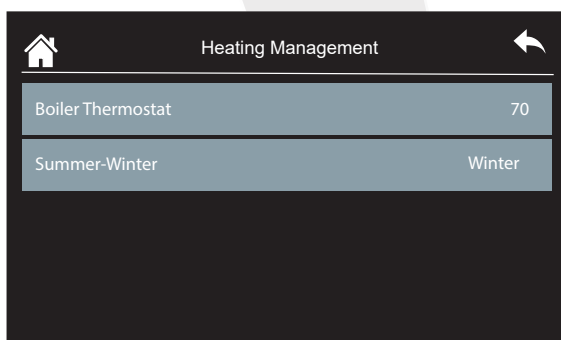 Heating Management
Boiler Thermostat 70
Summer-Winter Winter